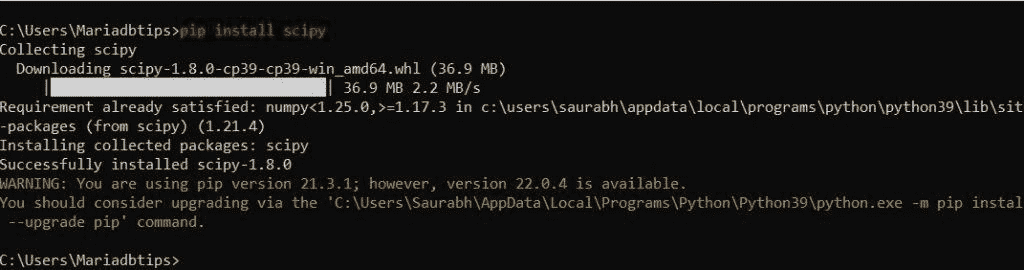 C:\Users\Mariadbtips>pip install scipy
Collecting scipy
  Downloading scipy-1.8.0-cp39-cp39-win_amd64.whl (36.9 MB)
     |████████████████████████████████| 36.9 MB 2.2 MB/s
Requirement already satisfied: numpy<1.25.0,>=1.17.3 in c:\users\saurabh\appdata\local\programs\python\python39\lib\sit
-packages (from scipy) (1.21.4)
Installing collected packages: scipy
Successfully installed scipy-1.8.0
WARNING: You are using pip version 21.3.1; however, version 22.0.4 is available.
You should consider upgrading via the 'C:\Users\Saurabh\AppData\Local\Programs\Python\Python39\python.exe -m pip instal
 --upgrade pip' command.
C:\Users\Mariadbtips>